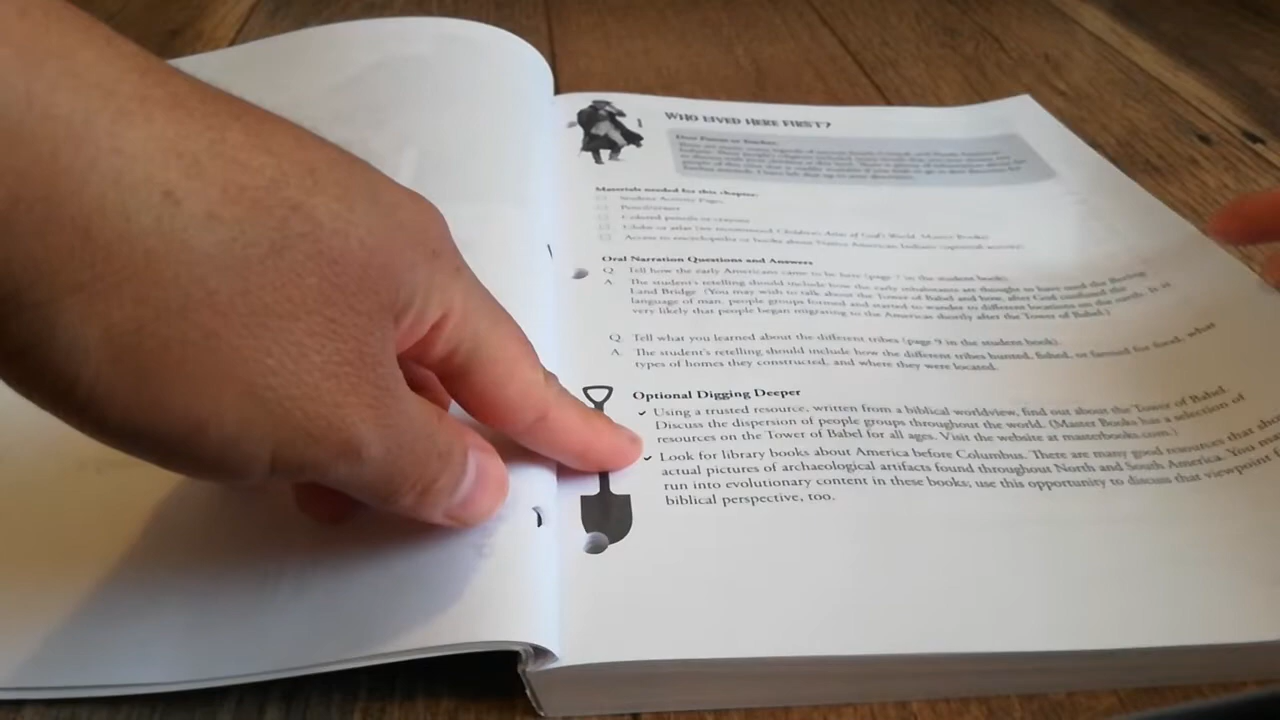 1 WHO LIVED HERE FIRST?
Dear Parent or Teacher,
Materials needed for this chapter:
Student Activity Pages
Pencil/eraser
Colored pencils or crayons
Globe or atlas (we recommend Children's Atlas of God's World, Master Books)
Access to encyclopedia or books about Native American Indians (optional activity)
Oral Narration Questions and Answers
Q. Tell how the early Americans came to be here (page 7 in the student book).
A. The student's retelling should include how the early inhabitants are thought to have used the Bering
Land Bridge. (You may wish to talk about the Tower of Babel and how, after God confused the
language of man, people groups formed and started to wander to different locations on the earth. It is
very likely that people began migrating to the Americas shortly after the Tower of Babel.)
Q. Tell what you learned about the different tribes (page 9 in the student book).
A. The student's retelling should include how the different tribes hunted, fished, or farmed for food, what
types of homes they constructed, and where they were located.
Optional Digging Deeper
✓ Using a trusted resource, written from a biblical worldview, find out about the Tower of Babel.
Discuss the dispersion of people groups throughout the world. (Master Books has a selection of
resources on the Tower of Babel for all ages. Visit the website at masterbooks.com.)
✓ Look for library books about America before Columbus. There are many good resources that
actual pictures of archaeological artifacts found throughout North and South America. You
run into evolutionary content in these books; use this opportunity to discuss that viewpoint
biblical perspective, too.